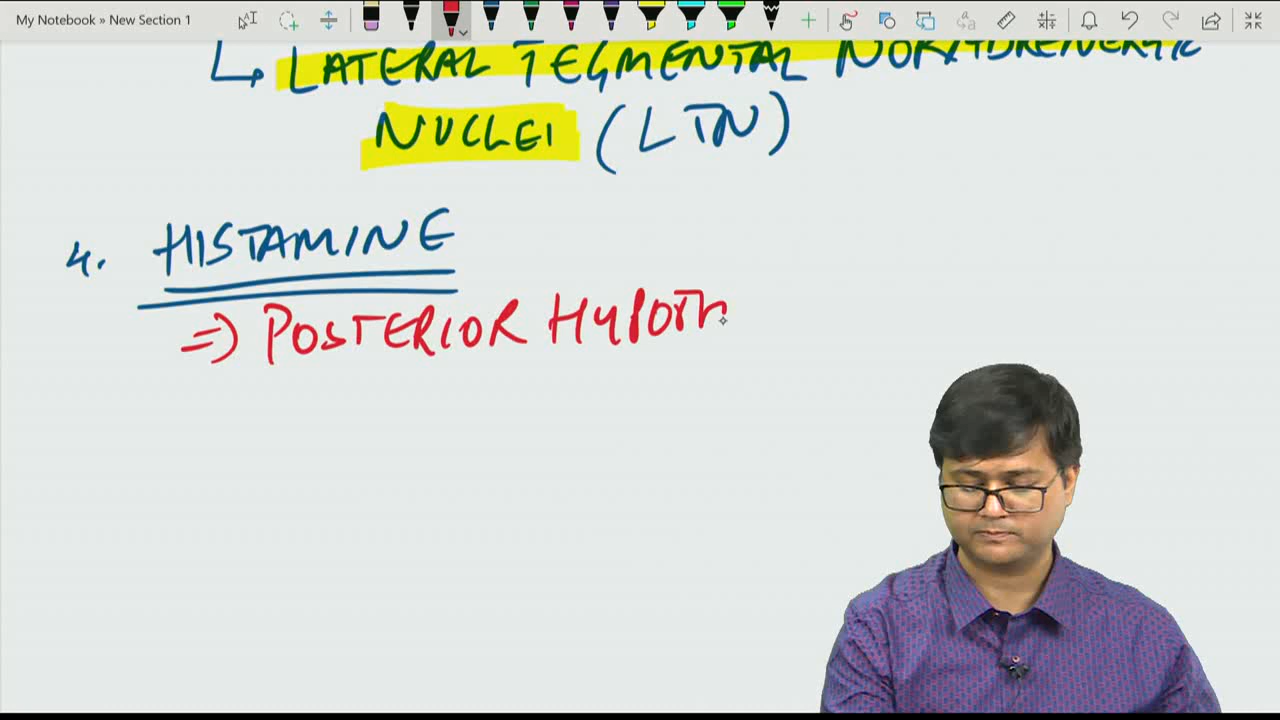 My Notebook » New Section 1
↳ LATERAL TEGMENTAL NORADRENERGIC
NUCLEI (LTN)
4. HISTAMINE
⇒ POSTERIOR HYPOTH